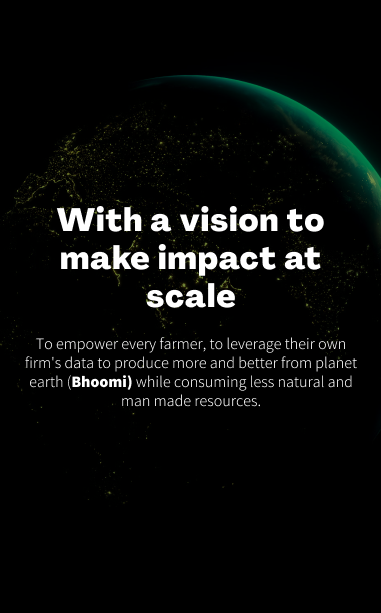 With a vision to
make impact at
scale
To empower every farmer, to leverage their own
firm's data to produce more and better from planet
earth (Bhoomi) while consuming less natural and
man made resources.